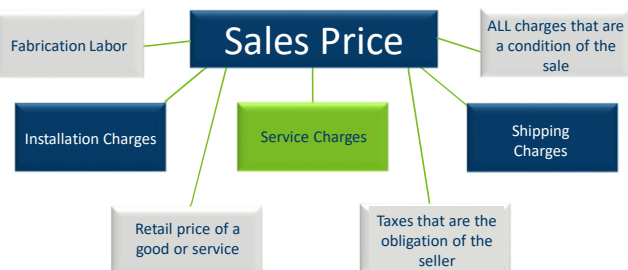 Sales Price
Fabrication Labor
ALL charges that are
a condition of the
sale
Installation Charges
Service Charges
Shipping
Charges
Retail price of a
good or service
Taxes that are the
obligation of the
seller